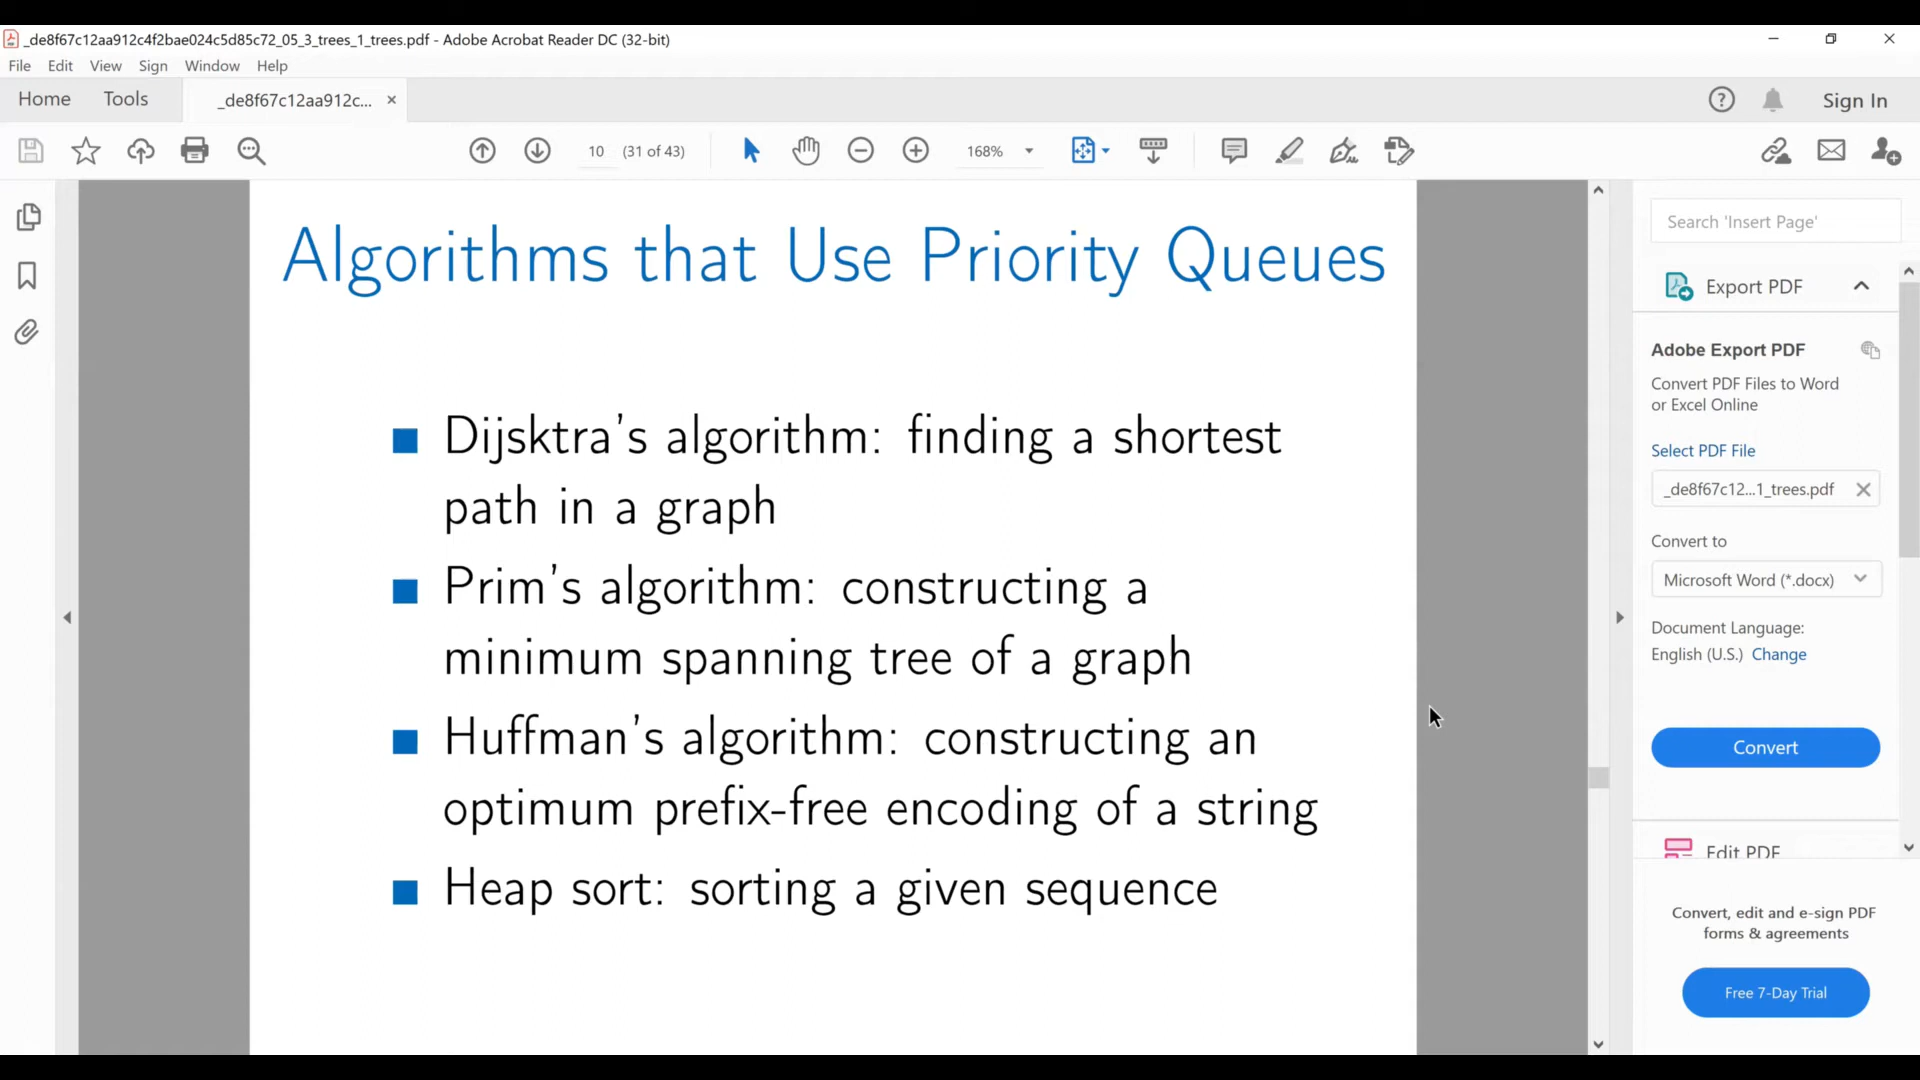 _de8f67c12aa912c4f2bae024c5d85c72_05_3_trees_1_trees.pdf - Adobe Acrobat Reader DC (32-bit)
File Edit View Sign Window Help
Home Tools _de8f67c12aa912c... Sign In
10 (31 of 43) 168%
Algorithms that Use Priority Queues
Dijsktra's algorithm: finding a shortest
path in a graph
Prim's algorithm: constructing a
minimum spanning tree of a graph
Huffman's algorithm: constructing an
optimum prefix-free encoding of a string
Heap sort: sorting a given sequence
Search 'Insert Page'
Export PDF
Adobe Export PDF
Convert PDF Files to Word
or Excel Online
Select PDF File
_de8f67c12...1_trees.pdf
Convert to
Microsoft Word (*.docx)
Document Language:
English (U.S.) Change
Convert
Edit PDF
Convert, edit and e-sign PDF
forms & agreements
Free 7-Day Trial